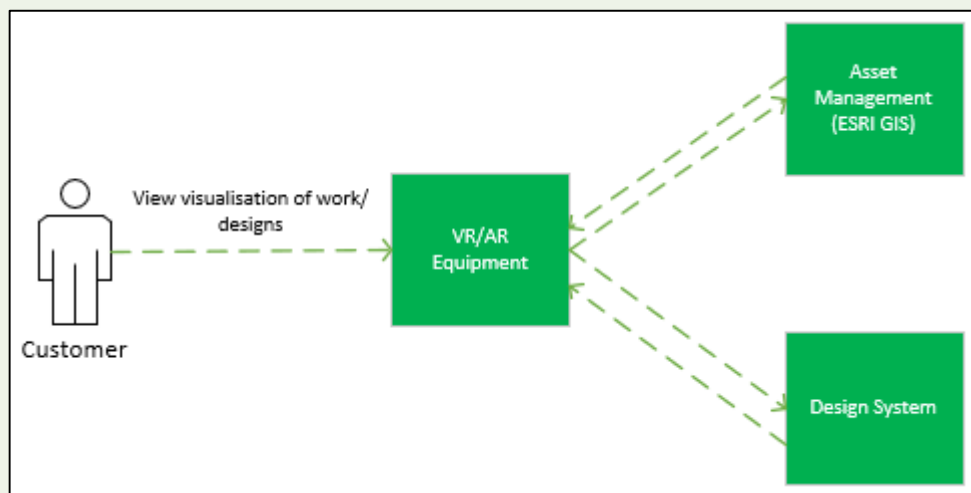 Asset
Management
(ESRI GIS)
View visualisation of work/
designs
VR/AR
Equipment
Customer
Design System